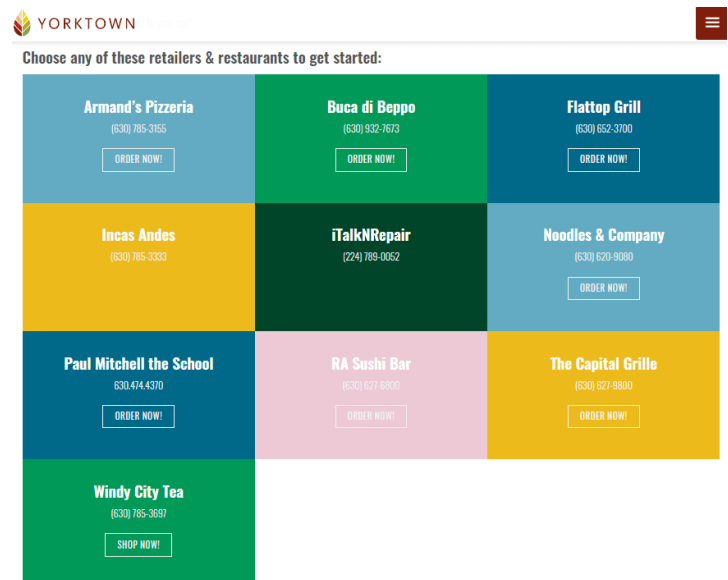 YORKTOWN
Choose any of these retailers & restaurants to get started:
Armand's Pizzeria
(630) 785-3155
ORDER NOW!
Buca di Beppo
(630) 932-7673
ORDER NOW!
Flattop Grill
(630) 652-3700
ORDER NOW!
Incas Andes
(630) 785-3333
iTalkNRepair
(224) 789-0052
Noodles & Company
(630) 620-9080
ORDER NOW!
Paul Mitchell the School
630.474.4370
ORDER NOW!
RA Sushi Bar
(630) 627-6800
ORDER NOW!
The Capital Grille
(630) 627-9800
ORDER NOW!
Windy City Tea
(630) 785-3697
SHOP NOW!